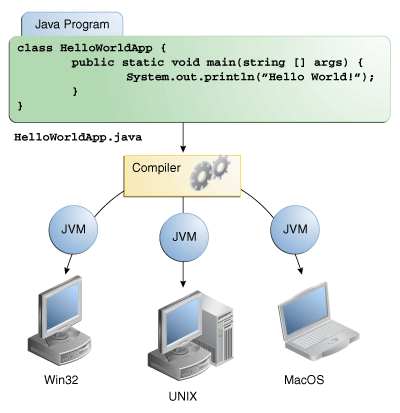 Java Program
class HelloWorldApp {
        public static void main(string [] args) {
                System.out.println(“Hello World!”);
        }
}
HelloWorldApp.java
Compiler
JVM
JVM
JVM
Win32
UNIX
MacOS